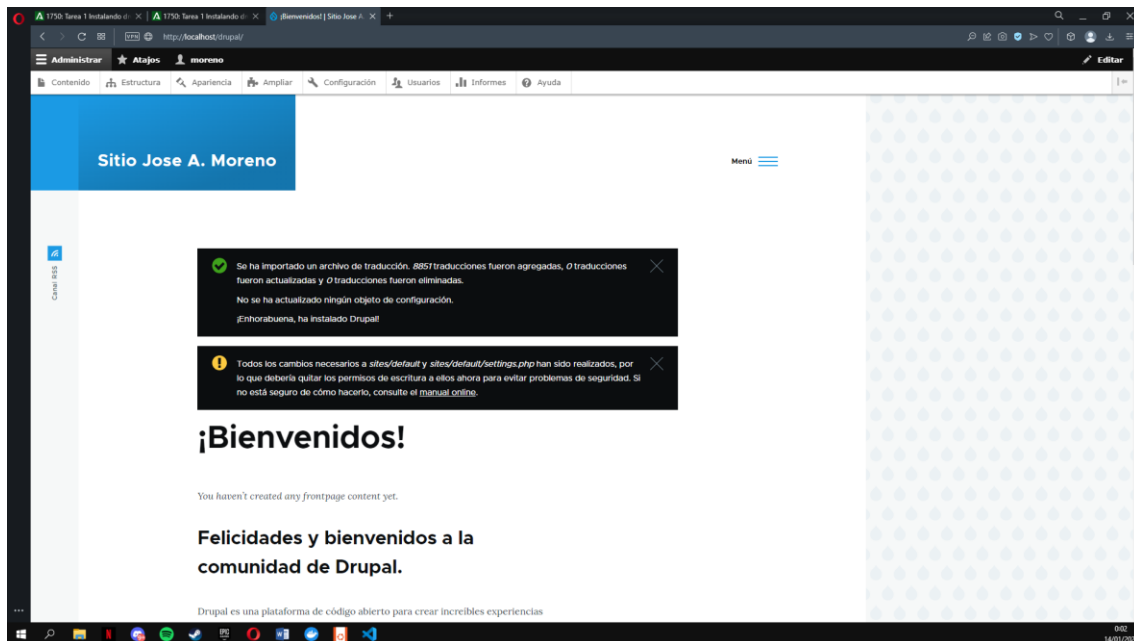 1750: Tarea 1 Instalando d
1750: Tarea 1 Instalando d
¡Bienvenidos! | Sitio Jose A.
VPN
http://localhost/drupal/
Administrar
Atajos
moreno
Editar
Contenido
Estructura
Apariencia
Ampliar
Configuración
Usuarios
Informes
Ayuda
Sitio Jose A. Moreno
Menú
Canal RSS
Se ha importado un archivo de traducción. 8851 traducciones fueron agregadas, 0 traducciones
fueron actualizadas y 0 traducciones fueron eliminadas.
No se ha actualizado ningún objeto de configuración.
¡Enhorabuena, ha instalado Drupal!
Todos los cambios necesarios a sites/default y sites/default/settings.php han sido realizados, por
lo que debería quitar los permisos de escritura a ellos ahora para evitar problemas de seguridad. Si
no está seguro de cómo hacerlo, consulte el manual online.
¡Bienvenidos!
You haven't created any frontpage content yet.
Felicidades y bienvenidos a la
comunidad de Drupal.
Drupal es una plataforma de código abierto para crear increíbles experiencias
0:02
14/01/20